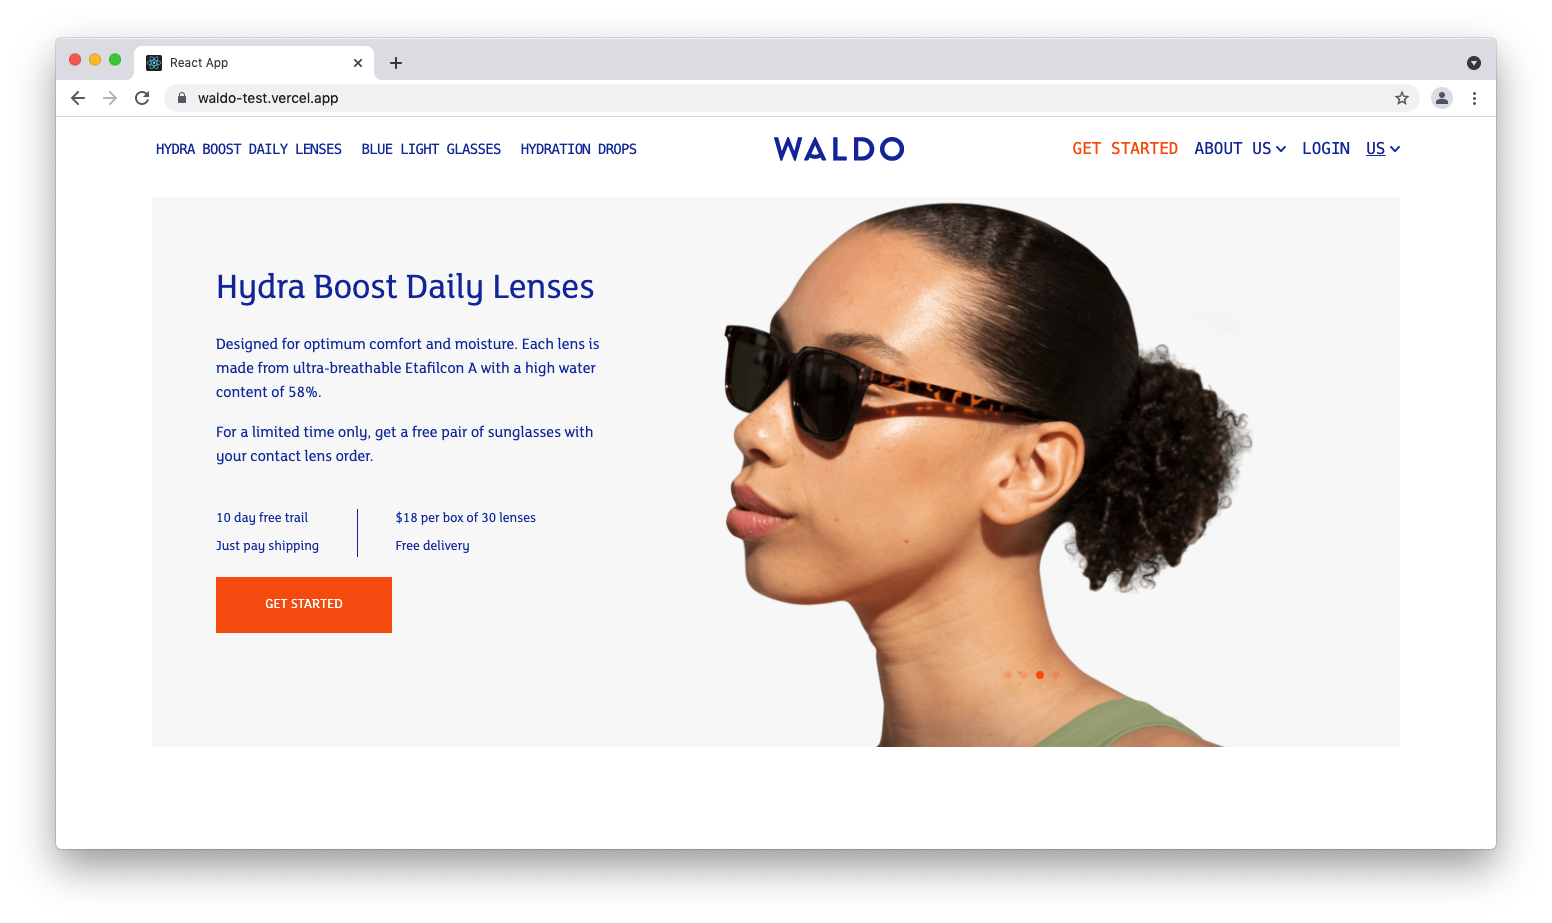 React App
waldo-test.vercel.app
HYDRA BOOST DAILY LENSES BLUE LIGHT GLASSES HYDRATION DROPS WALDO GET STARTED ABOUT US LOGIN US
Hydra Boost Daily Lenses
Designed for optimum comfort and moisture. Each lens is
made from ultra-breathable Etafilcon A with a high water
content of 58%.
For a limited time only, get a free pair of sunglasses with
your contact lens order.
10 day free trail $18 per box of 30 lenses
Just pay shipping Free delivery
GET STARTED